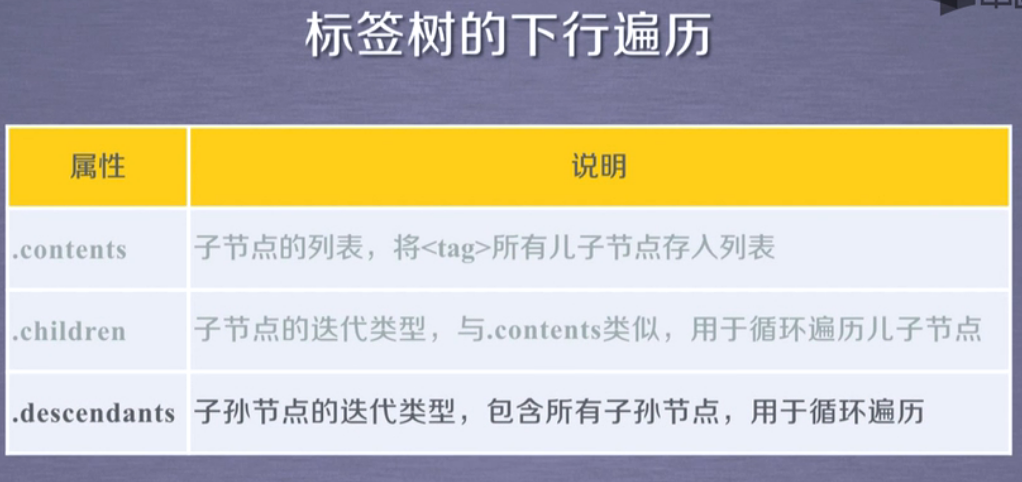 标签树的下行遍历
属性 说明
.contents 子节点的列表，将<tag>所有儿子节点存入列表
.children 子节点的迭代类型，与.contents类似，用于循环遍历儿子节点
.descendants 子孙节点的迭代类型，包含所有子孙节点，用于循环遍历